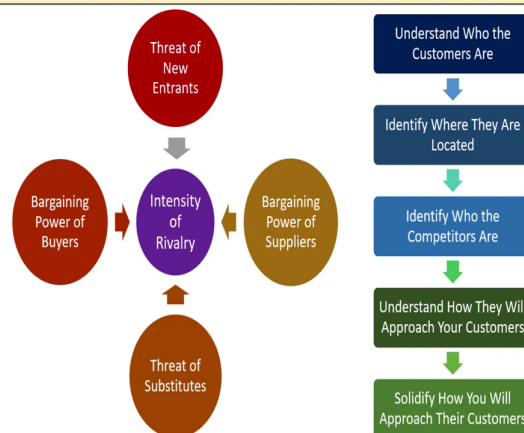 Threat of
New
Entrants
Bargaining
Power of
Buyers
Intensity
of
Rivalry
Bargaining
Power of
Suppliers
Threat of
Substitutes
Understand Who the
Customers Are
Identify Where They Are
Located
Identify Who the
Competitors Are
Understand How They Will
Approach Your Customers
Solidify How You Will
Approach Their Customers